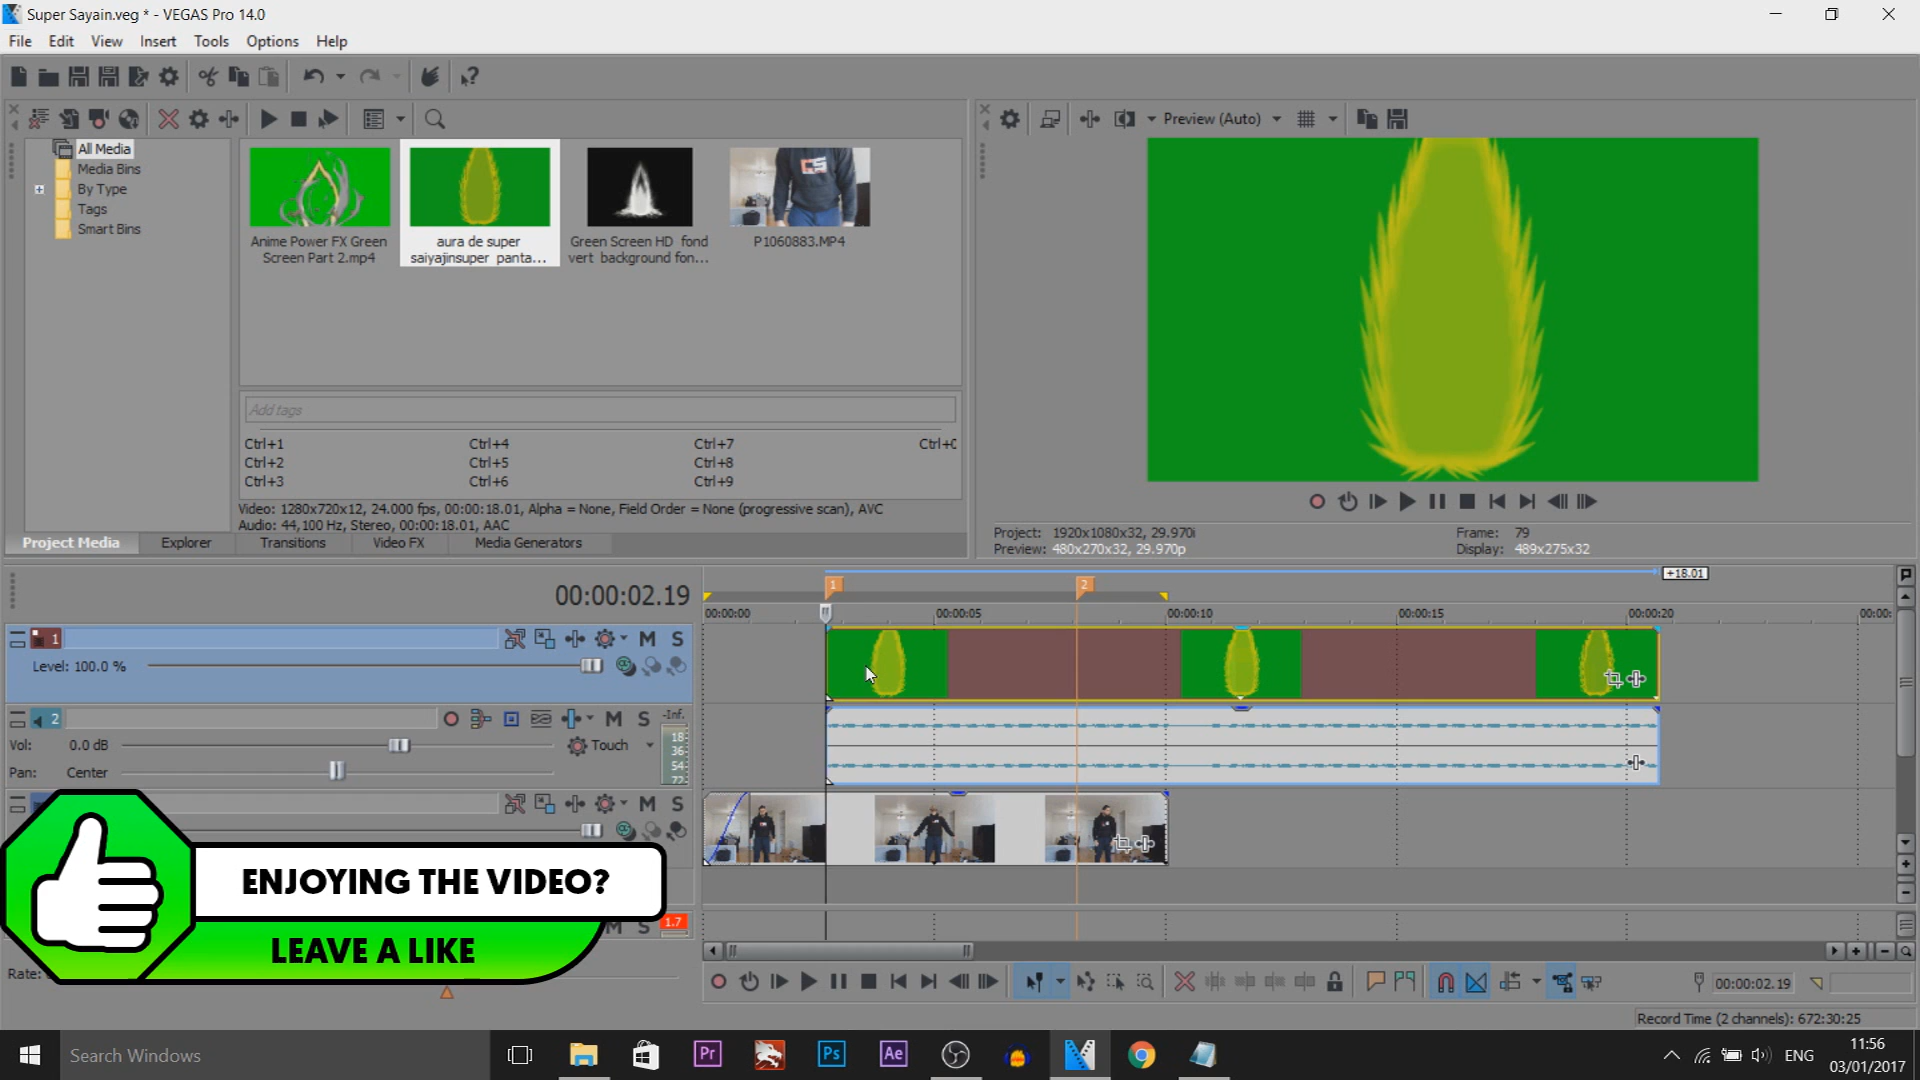 Super Sayain.veg * - VEGAS Pro 14.0
File Edit View Insert Tools Options Help
Preview (Auto)
All Media
Media Bins
By Type
Tags
Smart Bins
Anime Power FX Green
Screen Part 2.mp4
aura de super
saiyajinsuper panta...
Green Screen HD fond
vert background fon...
P1060883.MP4
Add tags
Ctrl+1 Ctrl+4 Ctrl+7 Ctrl+0
Ctrl+2 Ctrl+5 Ctrl+8
Ctrl+3 Ctrl+6 Ctrl+9
Video: 1280x720x12, 24.000 fps, 00:00:18.01, Alpha = None, Field Order = None (progressive scan), AVC
Audio: 44,100 Hz, Stereo, 00:00:18.01, AAC
Project Media Explorer Transitions Video FX Media Generators
Project: 1920x1080x32, 29.970i
Preview: 480x270x32, 29.970p
Frame: 79
Display: 489x275x32
00:00:02.19
1 2 +18.01
00:00:00 00:00:05 00:00:10 00:00:15 00:00:20 00:00:
1 M S
Level: 100.0 %
2 M S -Inf.
Vol: 0.0 dB Touch
Pan: Center
18
36
54
72
M S
M S 1.7
ENJOYING THE VIDEO?
LEAVE A LIKE
Rate:
00:00:02.19
Record Time (2 channels): 672:30:25
Search Windows
Pr Ps Ae
ENG
11:56
03/01/2017